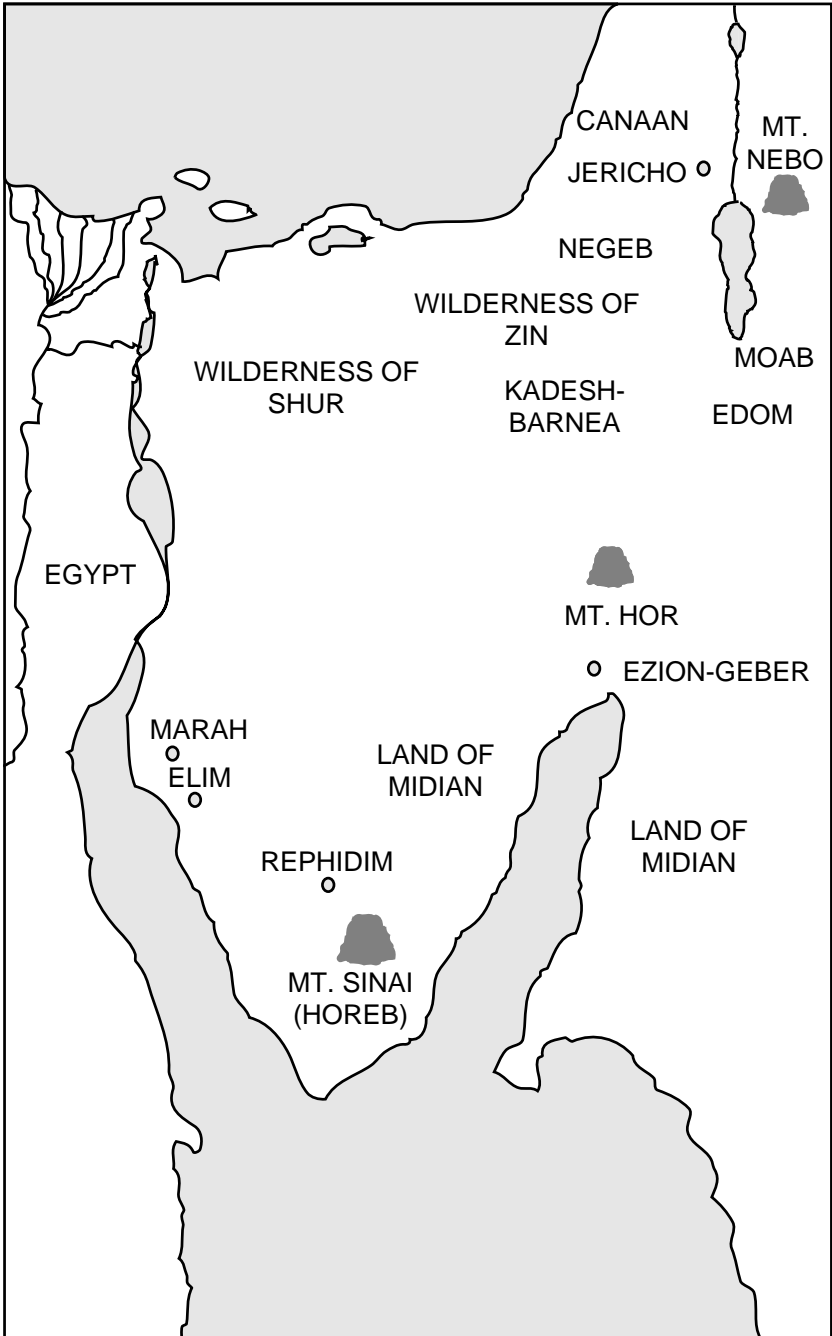 CANAAN
MT.
NEBO
JERICHO
NEGEB
WILDERNESS OF
ZIN
MOAB
WILDERNESS OF
SHUR
KADESH-
BARNEA
EDOM
EGYPT
MT. HOR
EZION-GEBER
MARAH
ELIM
LAND OF
MIDIAN
LAND OF
MIDIAN
REPHIDIM
MT. SINAI
(HOREB)